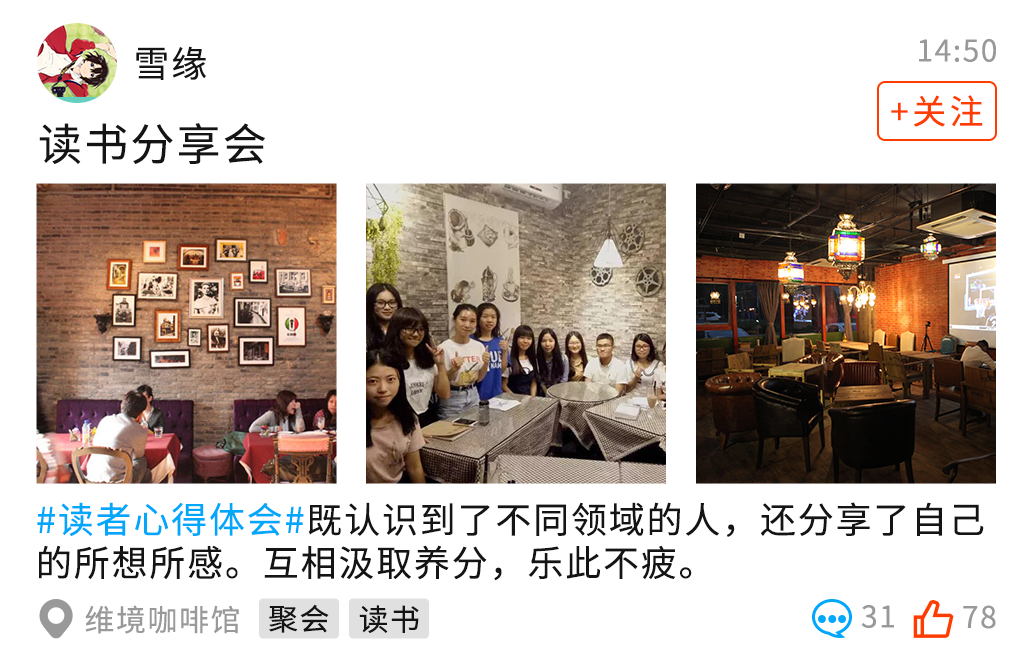 雪缘
14:50
+关注
读书分享会
#读者心得体会#既认识到了不同领域的人，还分享了自己
的所想所感。互相汲取养分，乐此不疲。
维境咖啡馆 聚会 读书 31 78